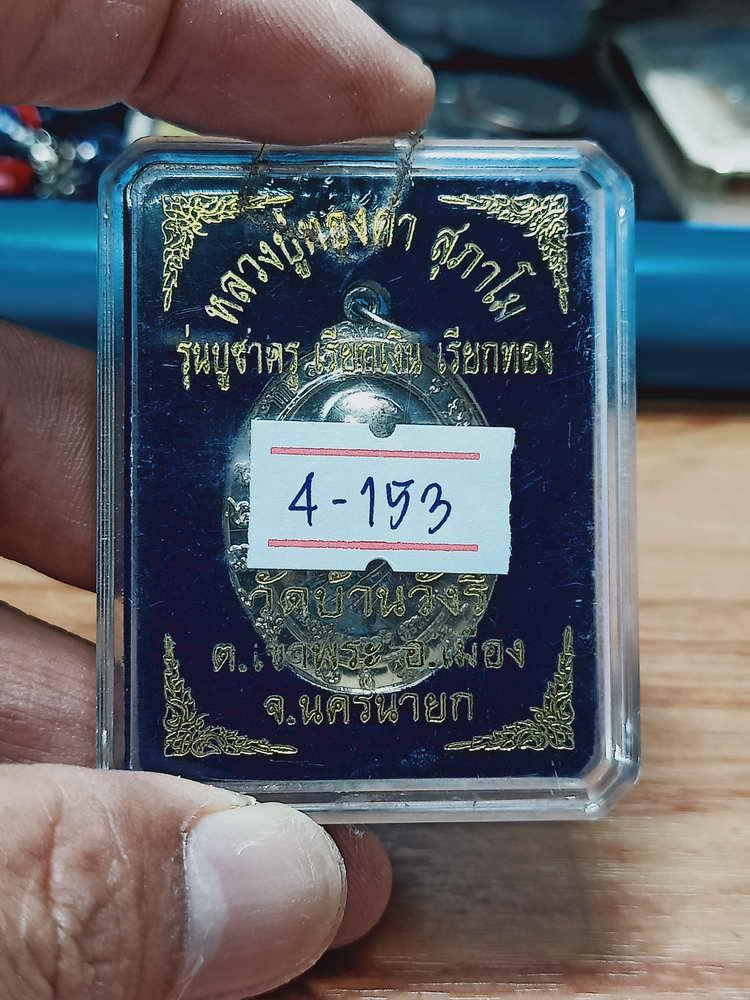 หลวงปู่ทองดำ สุภาโม
รุ่นบูชาครู เรียกเงิน เรียกทอง
4-153
วัดบ้านวังรี
ต.เขาพระ อ.เมือง
จ.นครนายก